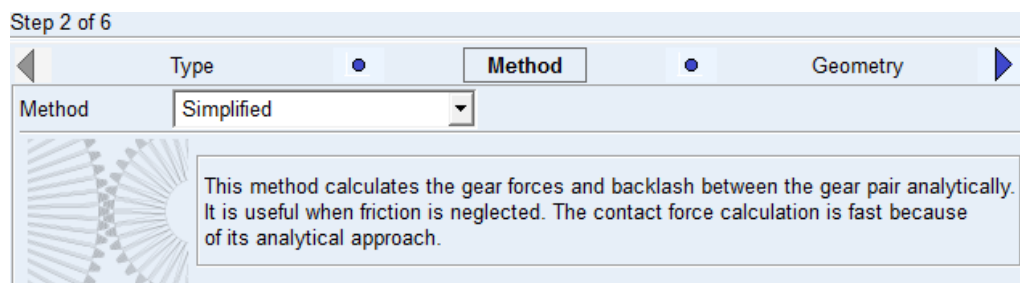 Step 2 of 6
Type Method Geometry
Method Simplified
This method calculates the gear forces and backlash between the gear pair analytically.
It is useful when friction is neglected. The contact force calculation is fast because
of its analytical approach.